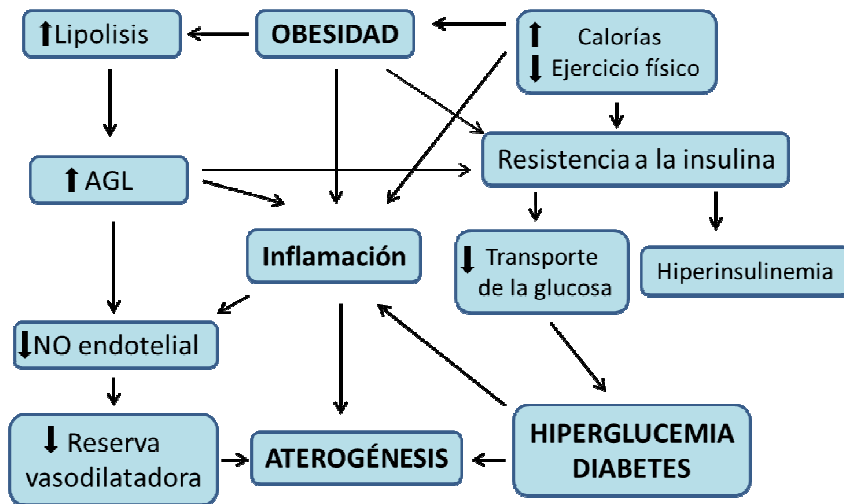 ⬆Lipolisis
OBESIDAD
⬆ Calorías
⬇ Ejercicio físico
⬆ AGL
Resistencia a la insulina
Inflamación
⬇ Transporte
de la glucosa
Hiperinsulinemia
⬇NO endotelial
⬇ Reserva
vasodilatadora
ATEROGÉNESIS
HIPERGLUCEMIA
DIABETES